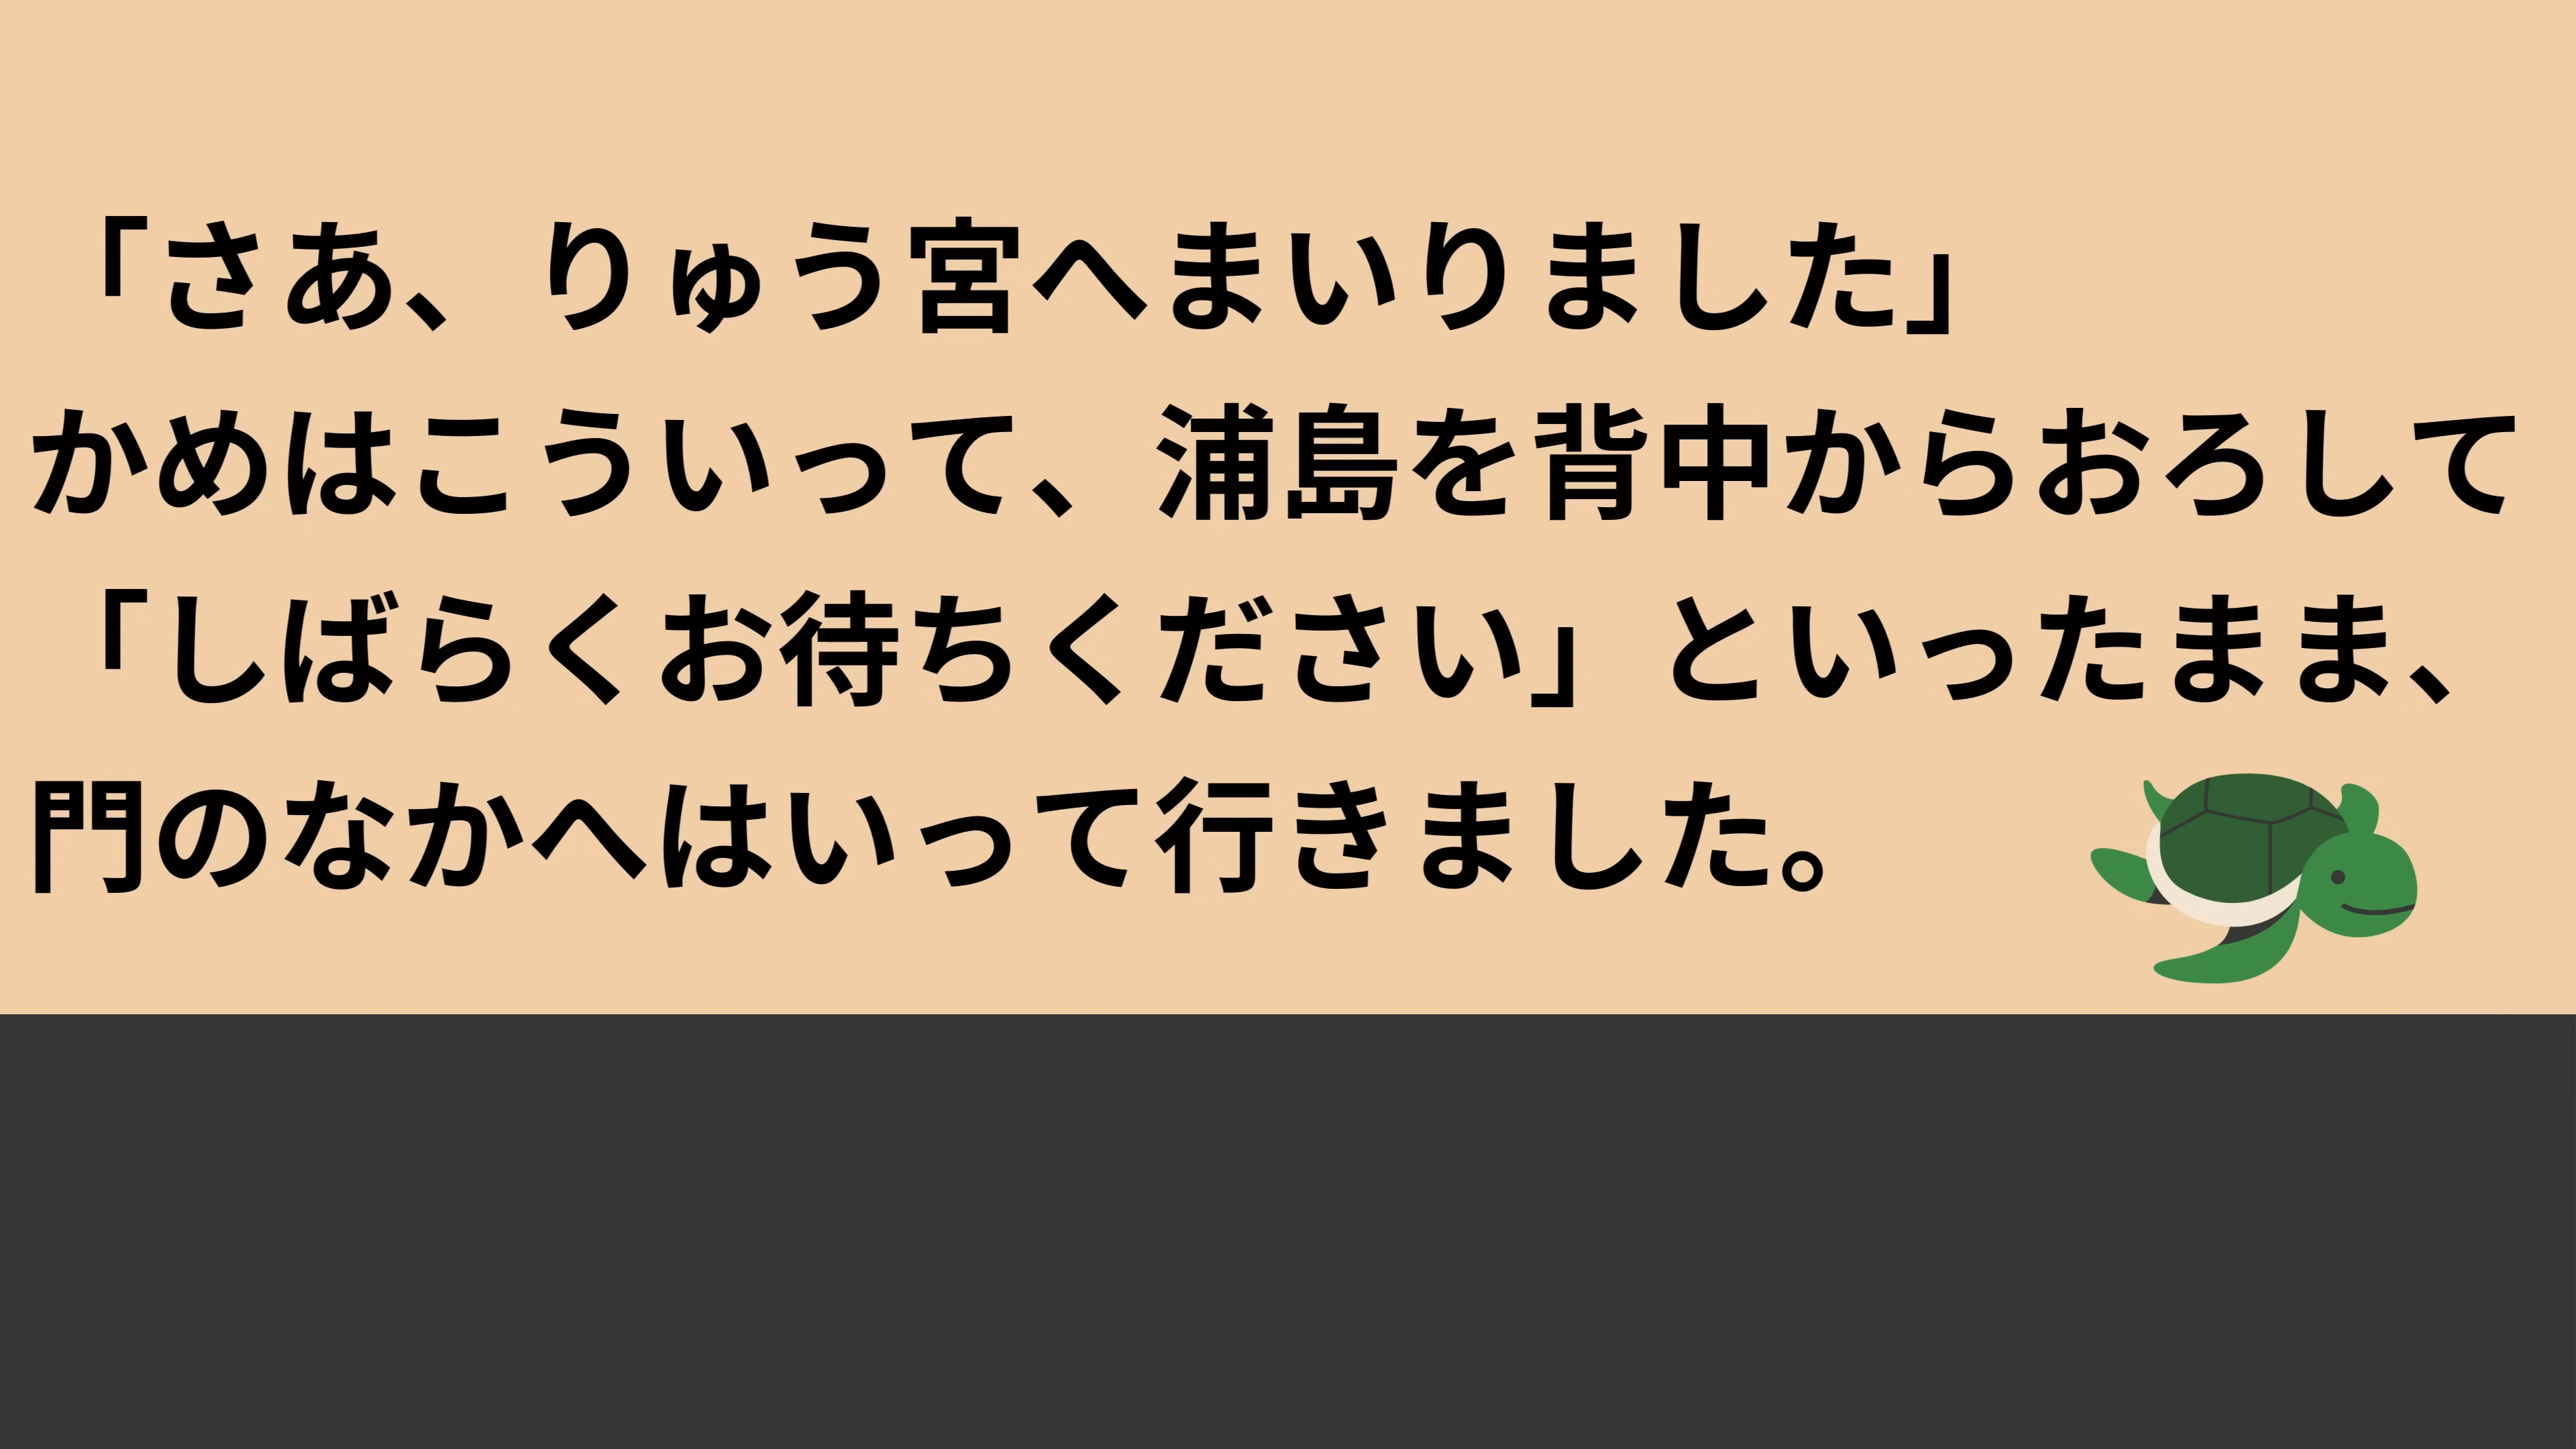 「さあ、りゅう宮へまいりました」
かめはこういって、浦島を背中からおろして
「しばらくお待ちください」といったまま、
門のなかへはいって行きました。